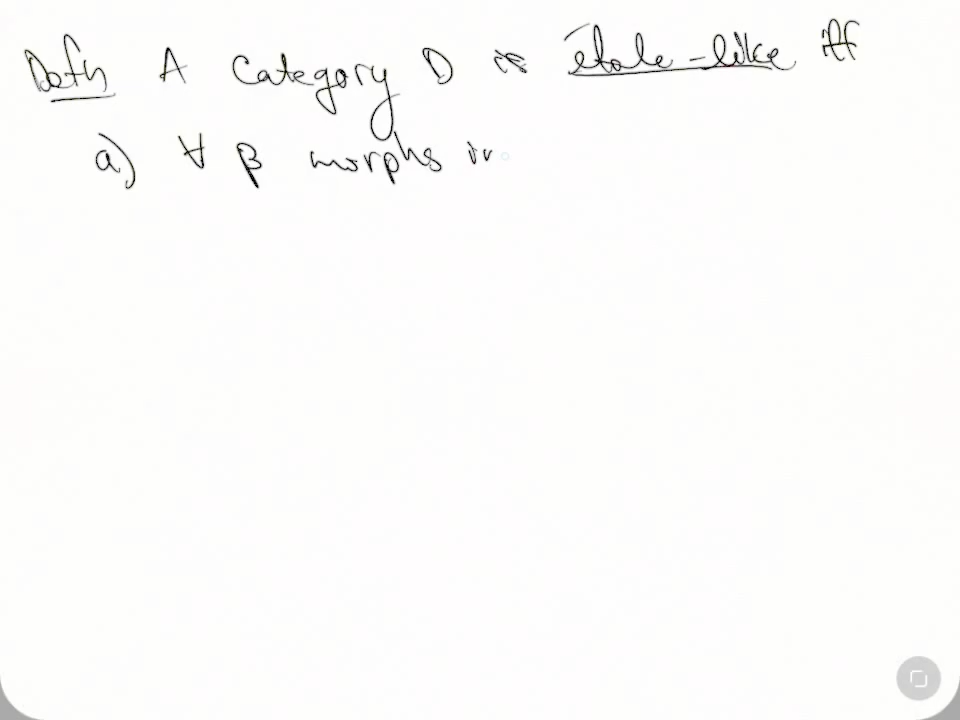 Defn A Category D is étale-like iff
a) ∀ β morphs in